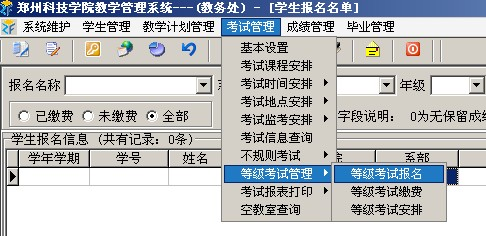 郑州科技学院教学管理系统---(教务处) - [学生报名名单]
系统维护 学生管理 教学计划管理 考试管理 成绩管理 毕业管理
基本设置
考试课程安排
报名名称 考试时间安排 年级
考试地点安排
已缴费 未缴费 全部 考试监考安排 字段说明: 0为无保留成绩
学生报名信息 (共有记录: 0条) 考试信息查询
学年学期 学号 姓名 不规则考试 系部
等级考试管理 等级考试报名
考试报表打印 等级考试缴费
空教室查询 等级考试安排